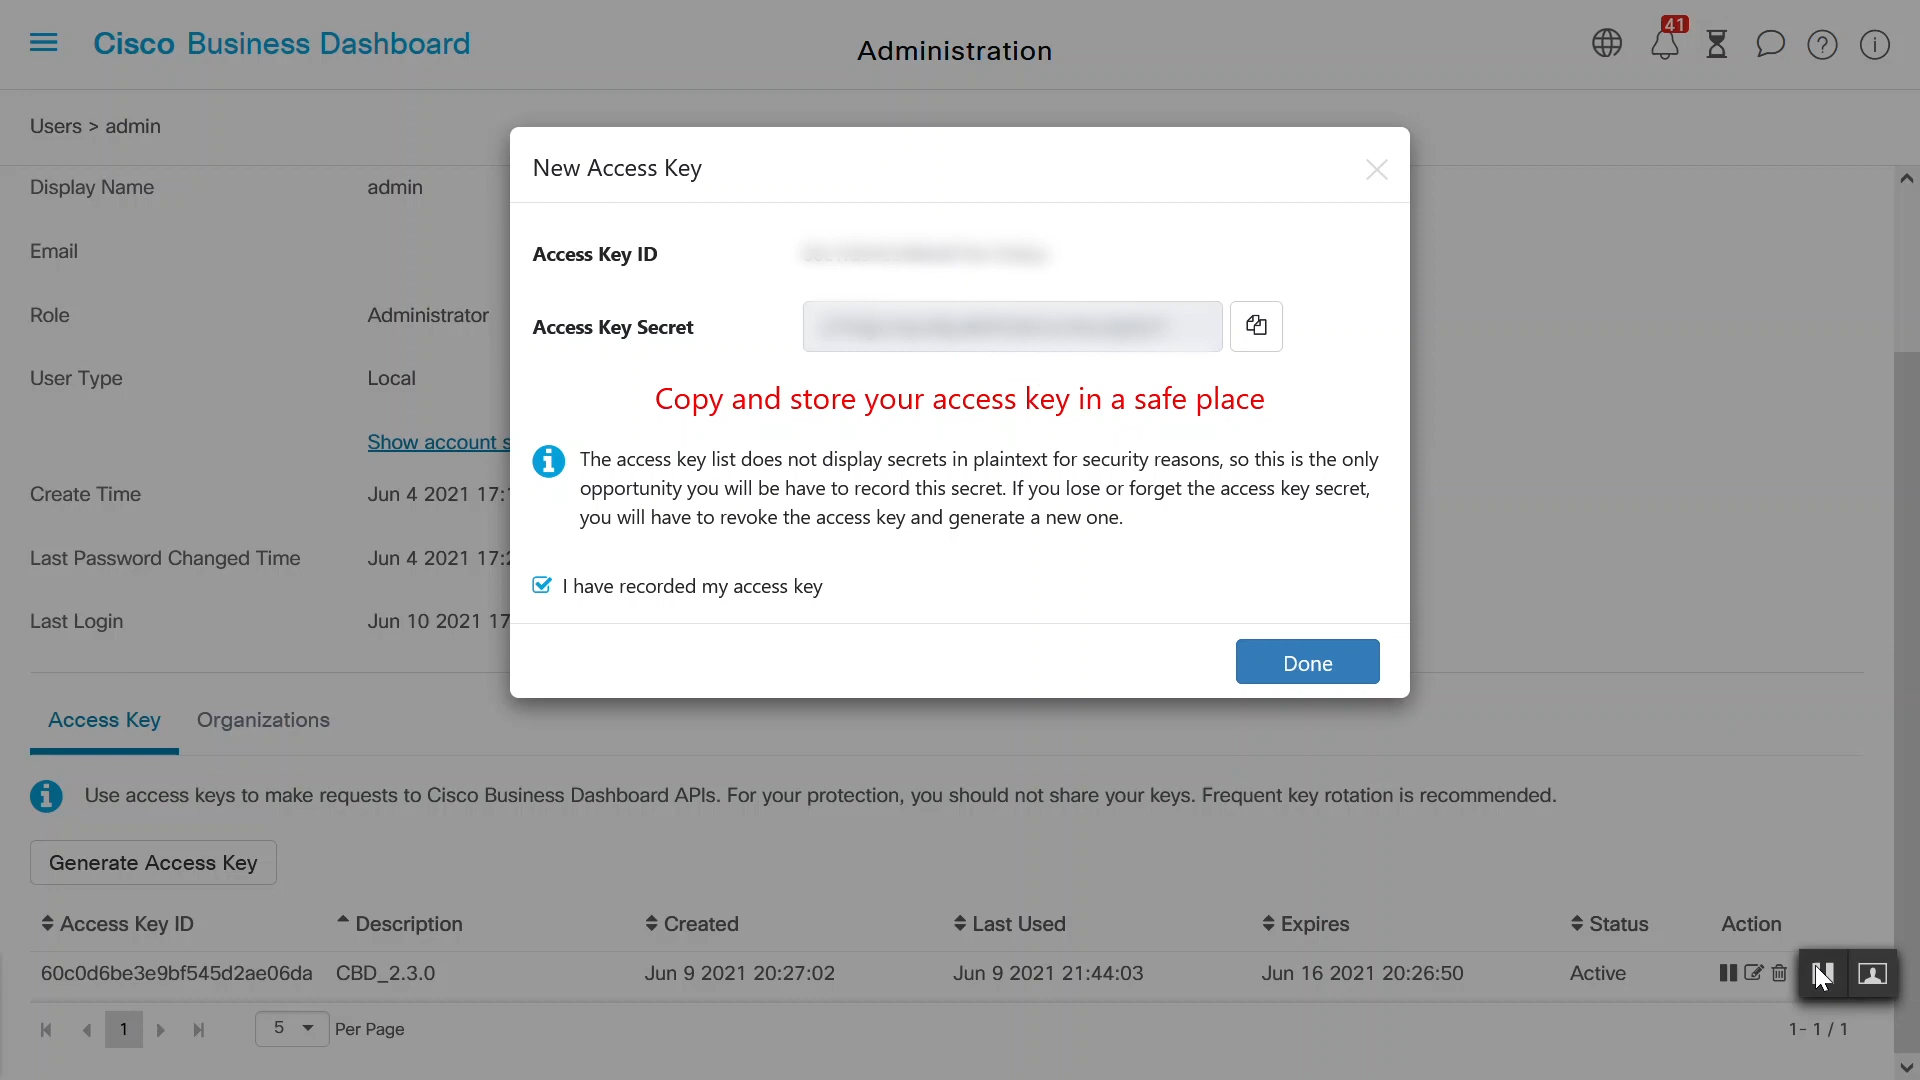 Cisco Business Dashboard
Administration
41
Users > admin
New Access Key
Display Name admin
Email
Access Key ID
Role Administrator
Access Key Secret
User Type Local
Copy and store your access key in a safe place
Show account s
The access key list does not display secrets in plaintext for security reasons, so this is the only
opportunity you will be have to record this secret. If you lose or forget the access key secret,
you will have to revoke the access key and generate a new one.
Create Time Jun 4 2021 17:1
Last Password Changed Time Jun 4 2021 17:2
I have recorded my access key
Last Login Jun 10 2021 17
Done
Access Key Organizations
Use access keys to make requests to Cisco Business Dashboard APIs. For your protection, you should not share your keys. Frequent key rotation is recommended.
Generate Access Key
Access Key ID Description Created Last Used Expires Status Action
60c0d6be3e9bf545d2ae06da CBD_2.3.0 Jun 9 2021 20:27:02 Jun 9 2021 21:44:03 Jun 16 2021 20:26:50 Active
1 5 Per Page 1- 1 / 1